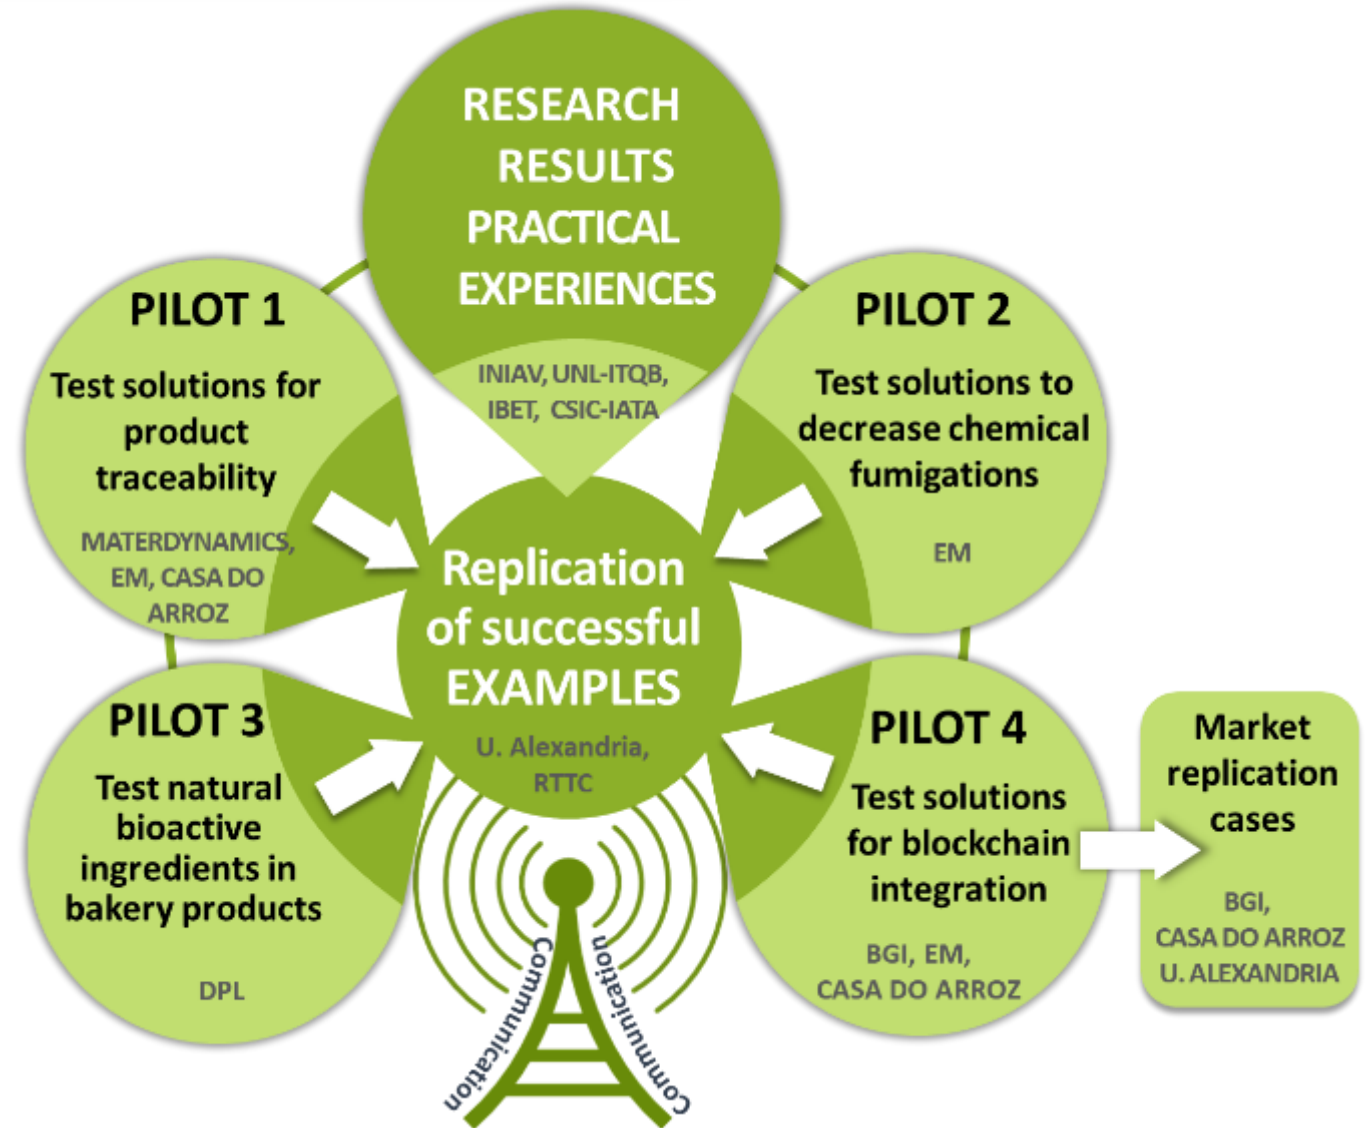 RESEARCH
RESULTS
PRACTICAL
EXPERIENCES
INIAV, UNL-ITQB,
IBET, CSIC-IATA
PILOT 1
Test solutions for
product
traceability
MATERDYNAMICS,
EM, CASA DO
ARROZ
PILOT 2
Test solutions to
decrease chemical
fumigations
EM
Replication
of successful
EXAMPLES
U. Alexandria,
RTTC
PILOT 3
Test natural
bioactive
ingredients in
bakery products
DPL
PILOT 4
Test solutions
for blockchain
integration
BGI, EM,
CASA DO ARROZ
Market
replication
cases
BGI,
CASA DO ARROZ
U. ALEXANDRIA
Communication
Communication